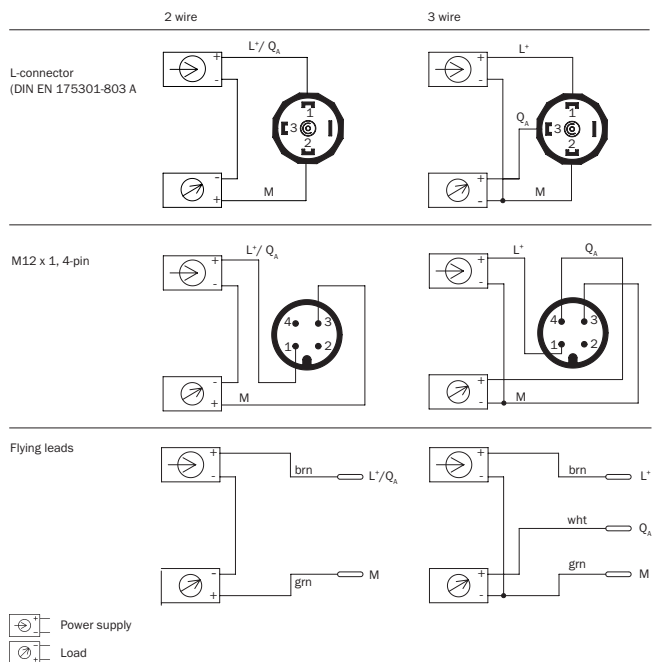 2 wire
3 wire
L-connector
(DIN EN 175301-803 A
L⁺/ Q_A
+
-
1
3
2
-
+
M
L⁺
+
-
1
Q_A
3
2
+
-
M
M12 x 1, 4-pin
L⁺/ Q_A
+
-
4 3
1 2
-
+
M
L⁺
Q_A
+
-
4 3
1 2
+
-
M
Flying leads
+
-
brn
L⁺/Q_A
-
+
grn
M
+
-
brn
L⁺
wht
Q_A
+
-
grn
M
+
-
Power supply
-
+
Load